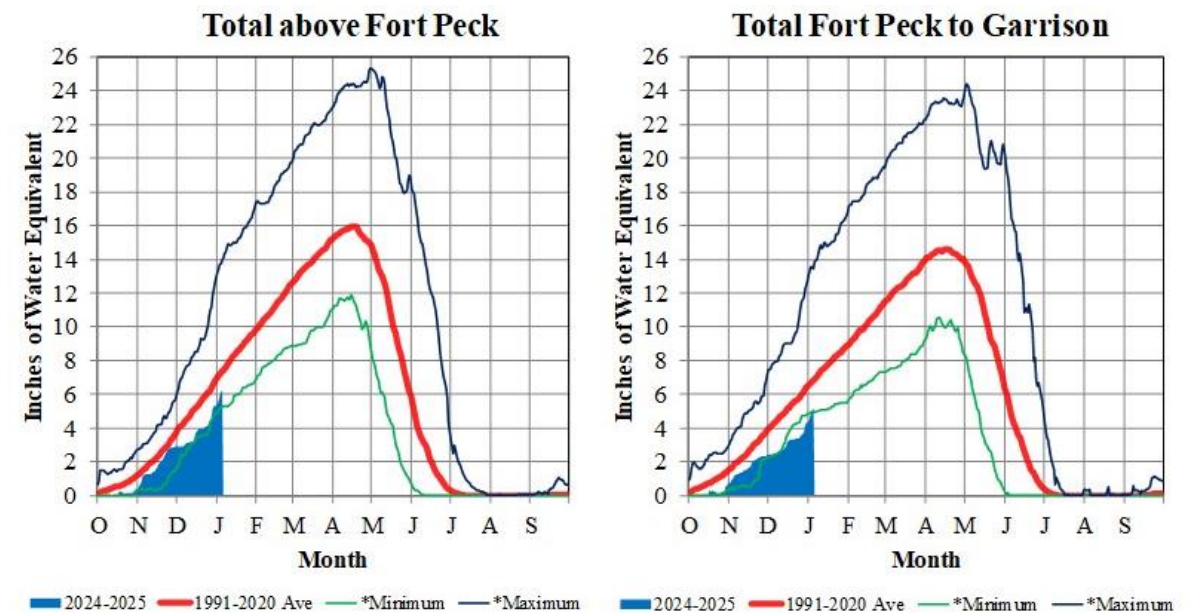 Total above Fort Peck
Inches of Water Equivalent
26
24
22
20
18
16
14
12
10
8
6
4
2
0
O N D J F M A M J J A S
Month
2024-2025 1991-2020 Ave *Minimum *Maximum
Total Fort Peck to Garrison
Inches of Water Equivalent
26
24
22
20
18
16
14
12
10
8
6
4
2
0
O N D J F M A M J J A S
Month
2024-2025 1991-2020 Ave *Minimum *Maximum